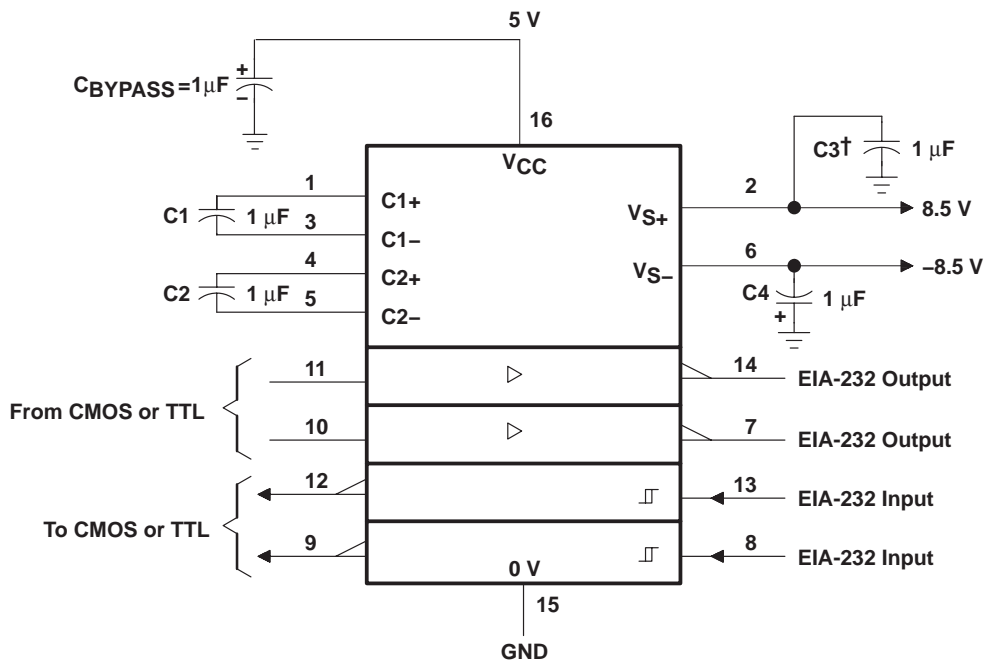 5 V
CBYPASS = 1 μF
+
−
16
VCC
C3†
1 μF
1
C1+
C1
1 μF
2
VS+
8.5 V
3
C1−
4
C2+
C2
1 μF
6
VS−
−8.5 V
5
C2−
C4
1 μF
+
11
14
EIA-232 Output
From CMOS or TTL
10
7
EIA-232 Output
12
13
EIA-232 Input
To CMOS or TTL
9
8
EIA-232 Input
0 V
15
GND